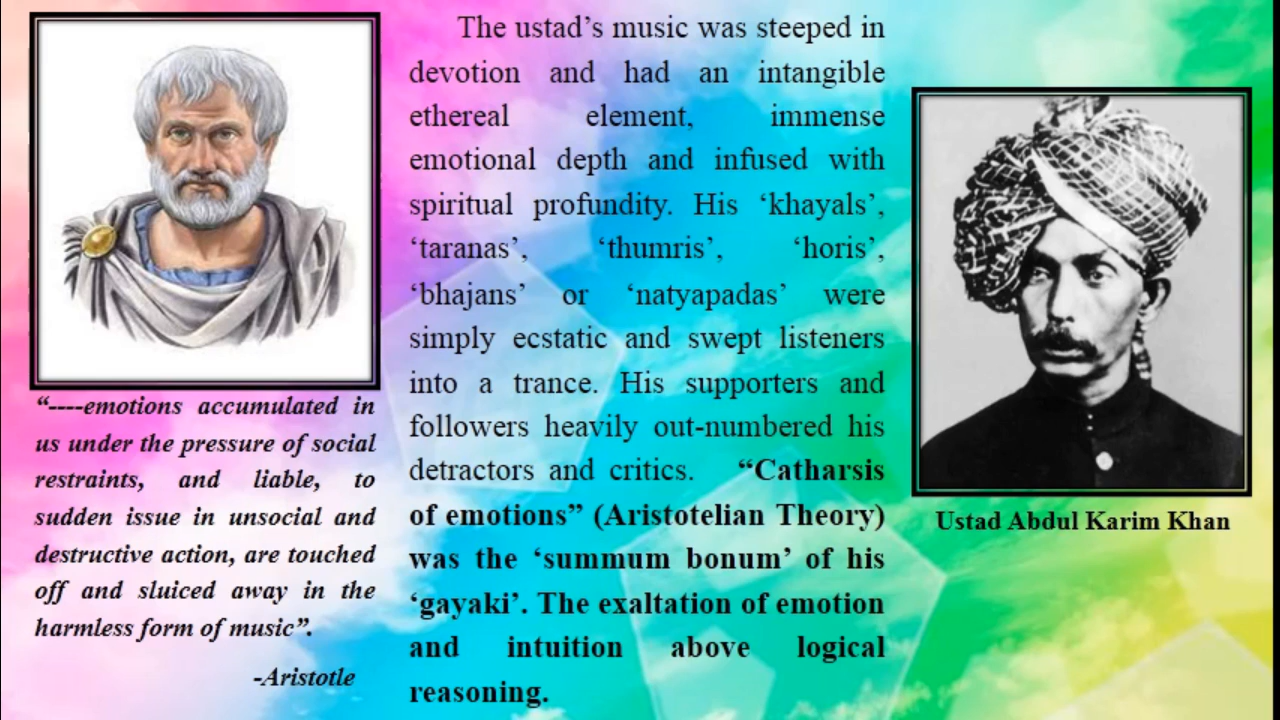 “----emotions accumulated in
us under the pressure of social
restraints, and liable, to
sudden issue in unsocial and
destructive action, are touched
off and sluiced away in the
harmless form of music”.
-Aristotle
The ustad’s music was steeped in
devotion and had an intangible
ethereal element, immense
emotional depth and infused with
spiritual profundity. His ‘khayals’,
‘taranas’, ‘thumris’, ‘horis’,
‘bhajans’ or ‘natyapadas’ were
simply ecstatic and swept listeners
into a trance. His supporters and
followers heavily out-numbered his
detractors and critics. “Catharsis
of emotions” (Aristotelian Theory)
was the ‘summum bonum’ of his
‘gayaki’. The exaltation of emotion
and intuition above logical
reasoning.
Ustad Abdul Karim Khan